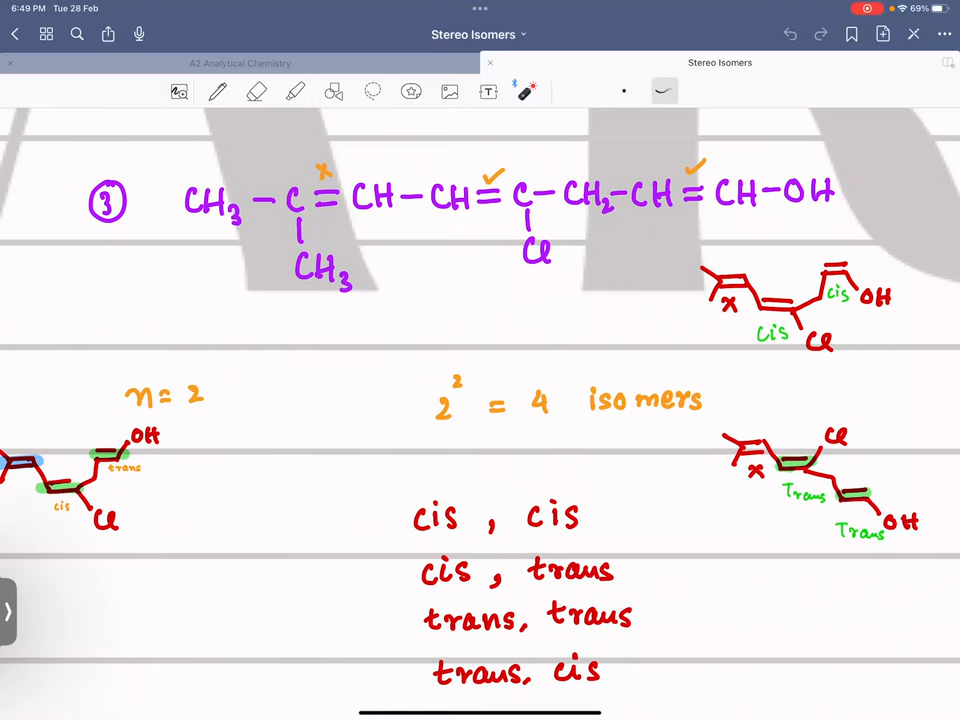 6:49 PM Tue 28 Feb
69%
Stereo Isomers
A2 Analytical Chemistry
Stereo Isomers
T
x ✓ ✓
③ CH₃ - C = CH - CH = C - CH₂ - CH = CH - OH
CH₃ Cl
x cis cis OH
Cl
n = 2
2² = 4 isomers
OH
trans
cis
Cl
Cl
x
Trans
OH
Trans
cis , cis
cis , trans
trans, trans
trans, cis